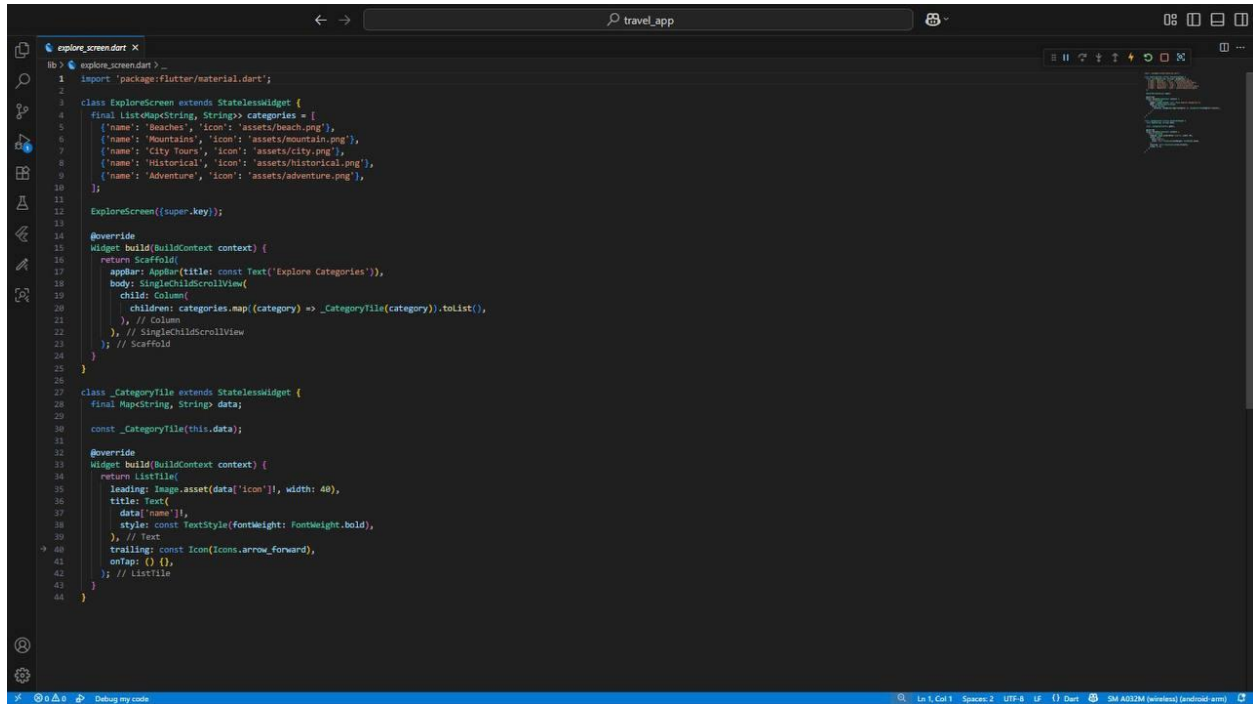 travel_app
explore_screen.dart
lib > explore_screen.dart > ...
1 import 'package:flutter/material.dart';
2
3 class ExploreScreen extends StatelessWidget {
4 final List<Map<String, String>> categories = [
5 {'name': 'Beaches', 'icon': 'assets/beach.png'},
6 {'name': 'Mountains', 'icon': 'assets/mountain.png'},
7 {'name': 'City Tours', 'icon': 'assets/city.png'},
8 {'name': 'Historical', 'icon': 'assets/historical.png'},
9 {'name': 'Adventure', 'icon': 'assets/adventure.png'},
10 ];
11
12 ExploreScreen({super.key});
13
14 @override
15 Widget build(BuildContext context) {
16 return Scaffold(
17 appBar: AppBar(title: const Text('Explore Categories')),
18 body: SingleChildScrollView(
19 child: Column(
20 children: categories.map((category) => _CategoryTile(category)).toList(),
21 ), // Column
22 ), // SingleChildScrollView
23 ); // Scaffold
24 }
25 }
26
27 class _CategoryTile extends StatelessWidget {
28 final Map<String, String> data;
29
30 const _CategoryTile(this.data);
31
32 @override
33 Widget build(BuildContext context) {
34 return ListTile(
35 leading: Image.asset(data['icon']!, width: 40),
36 title: Text(
37 data['name']!,
38 style: const TextStyle(fontWeight: FontWeight.bold),
39 ), // Text
40 trailing: const Icon(Icons.arrow_forward),
41 onTap: () {},
42 ); // ListTile
43 }
44 }
0 0 Debug my code Ln 1, Col 1 Spaces: 2 UTF-8 LF {} Dart SM A032M (wireless) (android-arm)